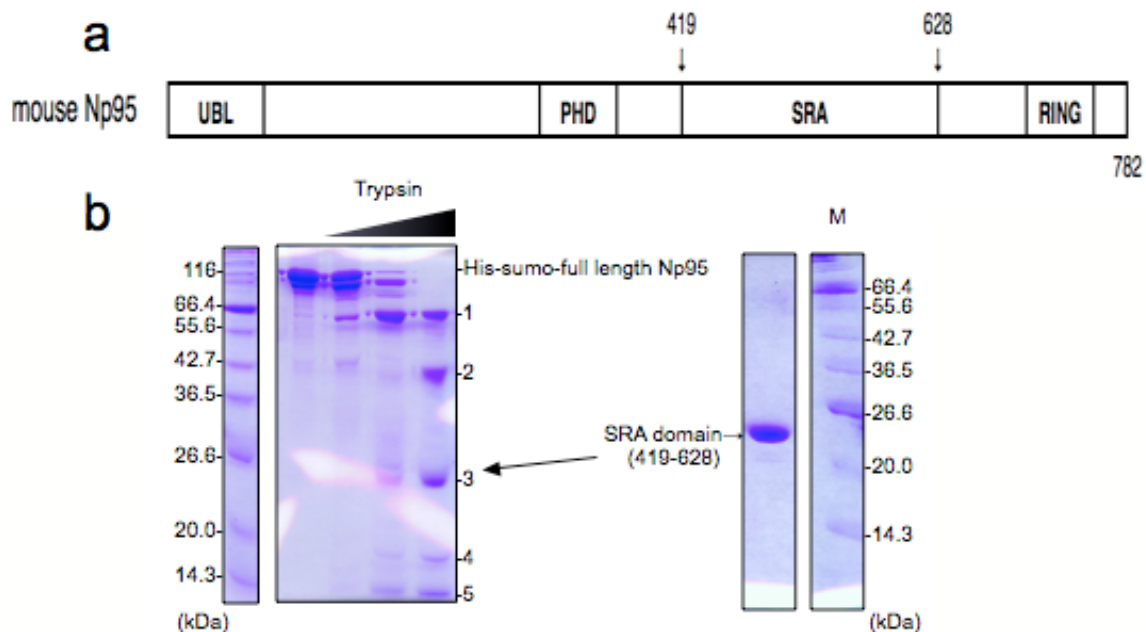 a
419 628
mouse Np95 UBL PHD SRA RING
782
b
Trypsin
M
116- -His-sumo-full length Np95
66.4- -1 -66.4
55.6- -55.6
42.7- -2 -42.7
36.5- -36.5
26.6- -26.6
SRA domain→
(419-628)
-3
20.0- -20.0
-4
14.3- -5 -14.3
(kDa) (kDa)